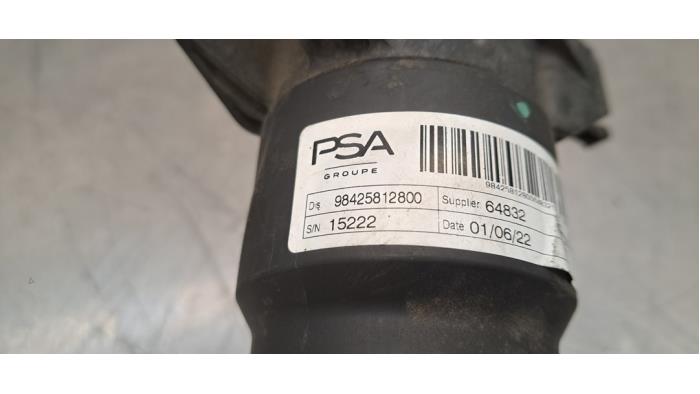 PSA
GROUPE
D/s 98425812800
Supplier 64832
S/N 15222
Date 01/06/22